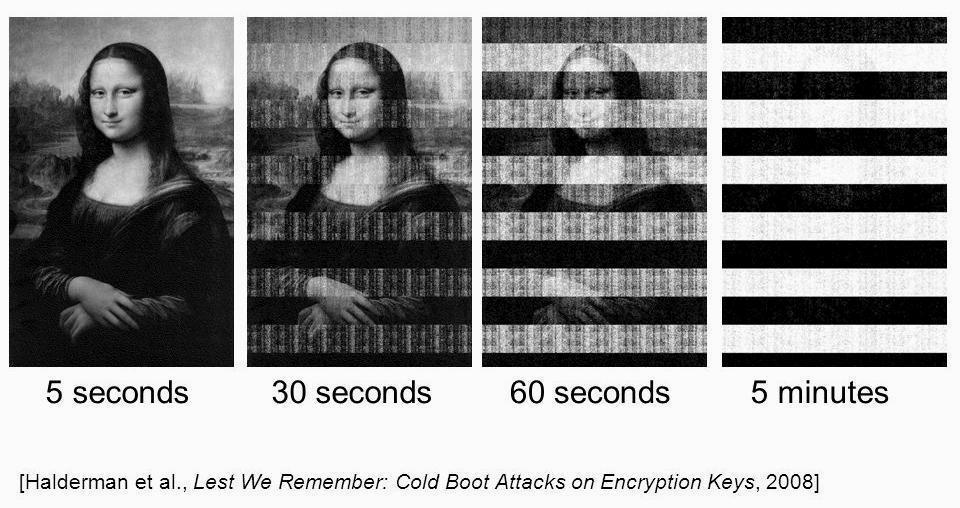 5 seconds 30 seconds 60 seconds 5 minutes
[Halderman et al., Lest We Remember: Cold Boot Attacks on Encryption Keys, 2008]